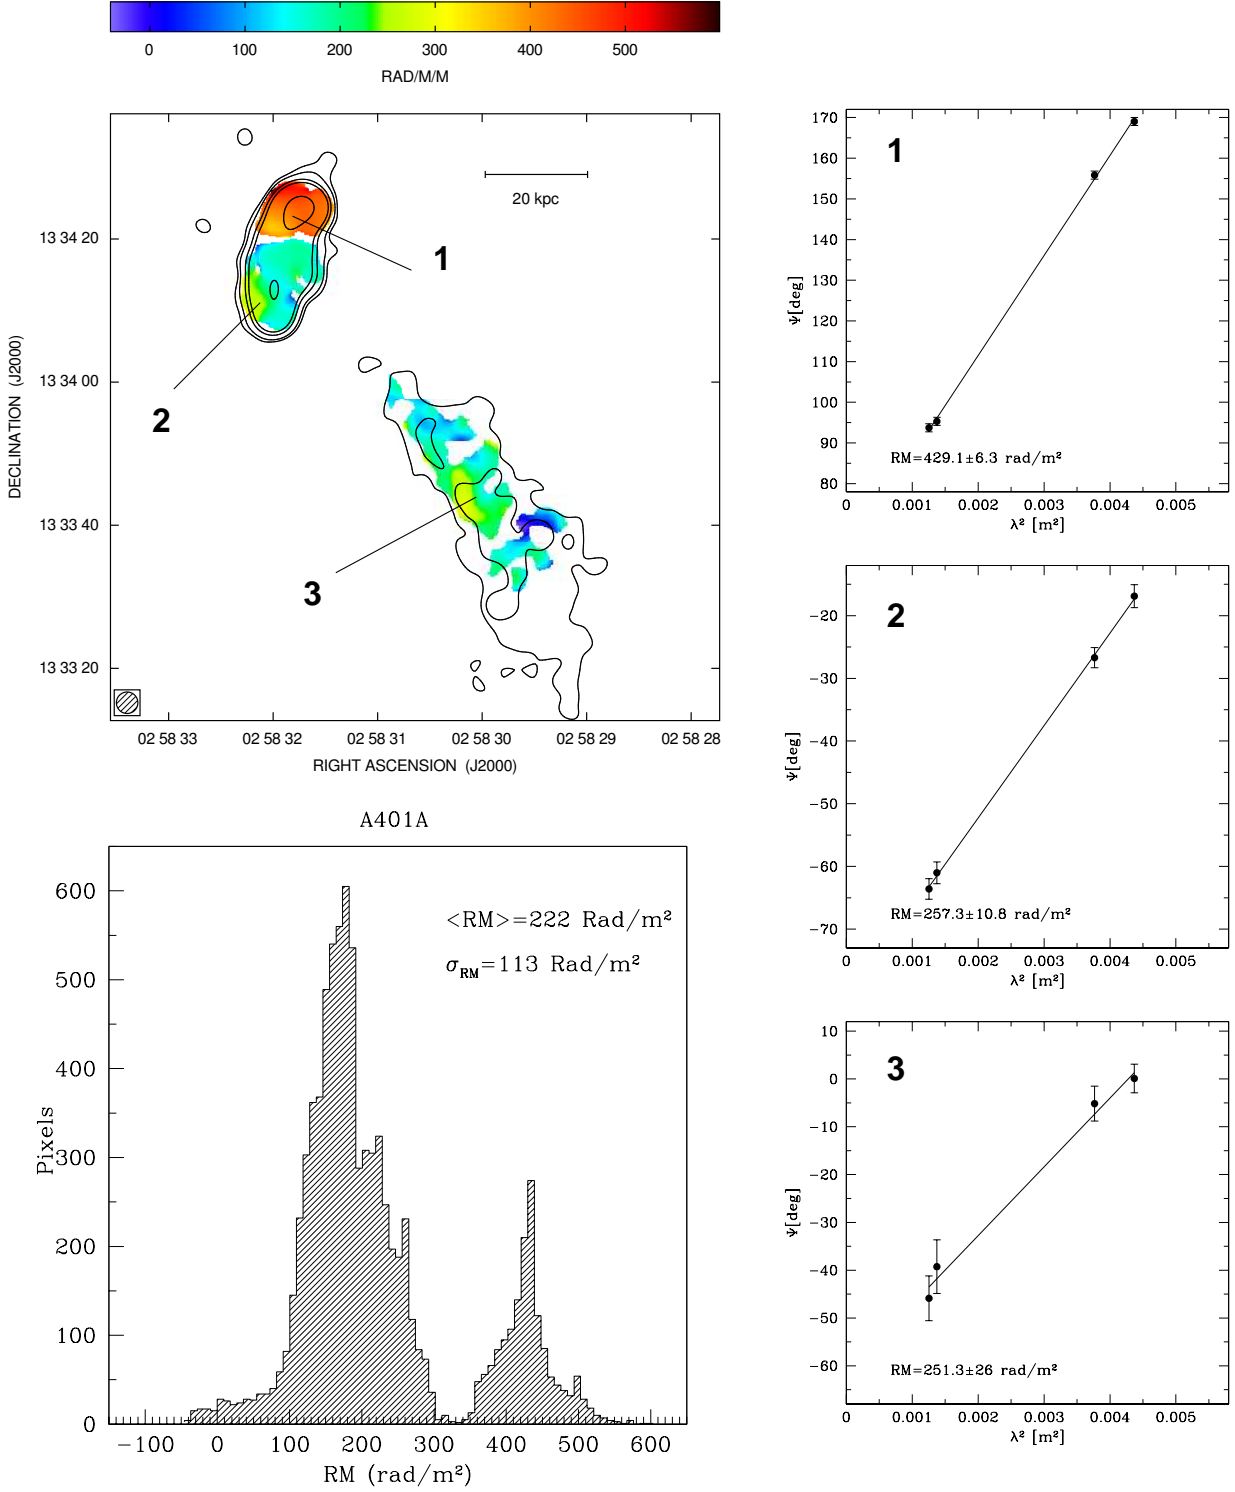 0 100 200 300 400 500
RAD/M/M
DECLINATION (J2000)
13 34 20
13 34 00
13 33 40
13 33 20
20 kpc
1
2
3
02 58 33 02 58 32 02 58 31 02 58 30 02 58 29 02 58 28
RIGHT ASCENSION (J2000)
1
Ψ[deg]
170
160
150
140
130
120
110
100
90
80
RM=429.1±6.3 rad/m²
0 0.001 0.002 0.003 0.004 0.005
λ² [m²]
2
Ψ[deg]
−20
−30
−40
−50
−60
−70
RM=257.3±10.8 rad/m²
0 0.001 0.002 0.003 0.004 0.005
λ² [m²]
3
Ψ[deg]
10
0
−10
−20
−30
−40
−50
−60
RM=251.3±26 rad/m²
0 0.001 0.002 0.003 0.004 0.005
λ² [m²]
A401A
<RM>=222 Rad/m²
σRM=113 Rad/m²
Pixels
600
500
400
300
200
100
0
−100 0 100 200 300 400 500 600
RM (rad/m²)